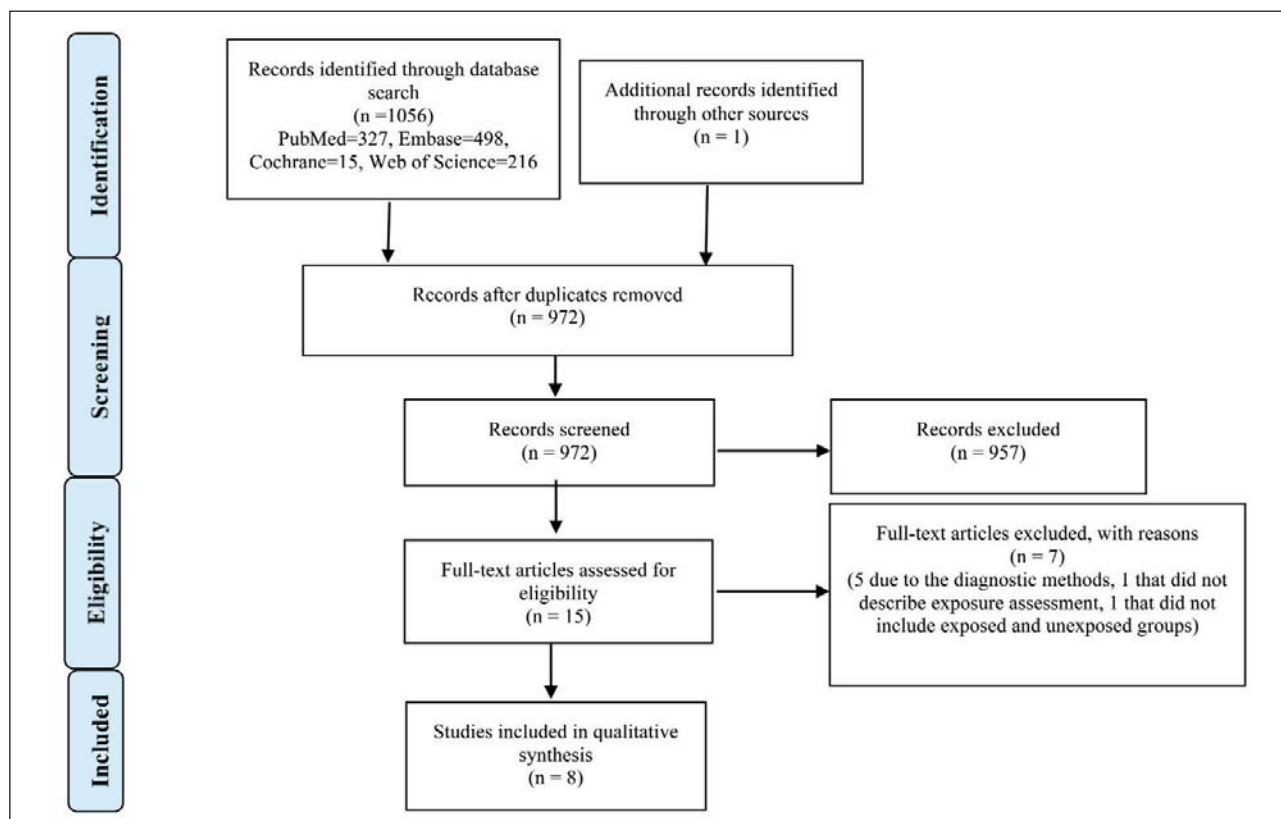 Identification
Records identified through database
search
(n =1056)
PubMed=327, Embase=498,
Cochrane=15, Web of Science=216
Additional records identified
through other sources
(n = 1)
Screening
Records after duplicates removed
(n = 972)
Records screened
(n = 972)
Records excluded
(n = 957)
Eligibility
Full-text articles assessed for
eligibility
(n = 15)
Full-text articles excluded, with reasons
(n = 7)
(5 due to the diagnostic methods, 1 that did not
describe exposure assessment, 1 that did not
include exposed and unexposed groups)
Included
Studies included in qualitative
synthesis
(n = 8)